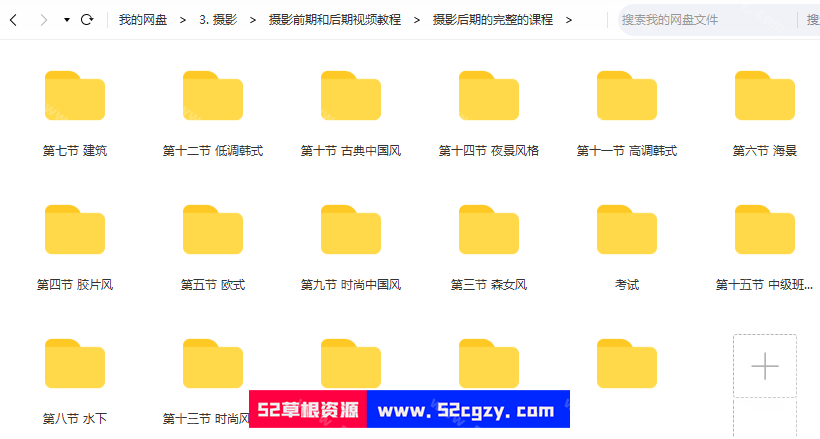 我的网盘 > 3. 摄影 > 摄影前期和后期视频教程 > 摄影后期的完整的课程 > 搜索我的网盘文件 搜
第七节 建筑 第十二节 低调韩式 第十节 古典中国风 第十四节 夜景风格 第十一节 高调韩式 第六节 海景
第四节 胶片风 第五节 欧式 第九节 时尚中国风 第三节 森女风 考试 第十五节 中级班...
第八节 水下 第十三节 时尚风
52草根资源 www.52cgzy.com